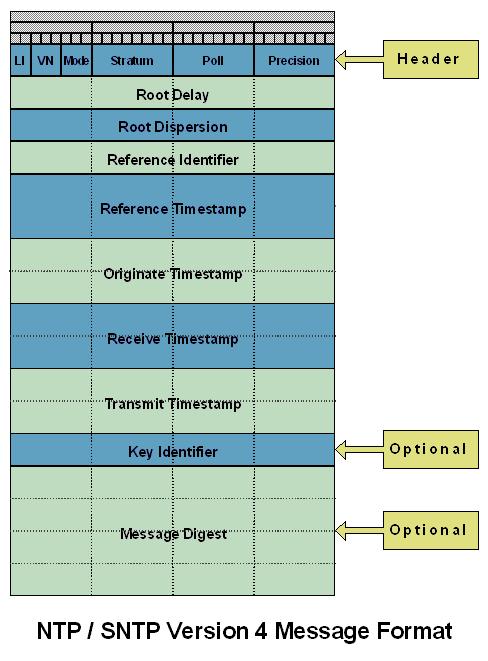 LI VN Mode Stratum Poll Precision Header
Root Delay
Root Dispersion
Reference Identifier
Reference Timestamp
Originate Timestamp
Receive Timestamp
Transmit Timestamp
Key Identifier Optional
Message Digest Optional
NTP / SNTP Version 4 Message Format